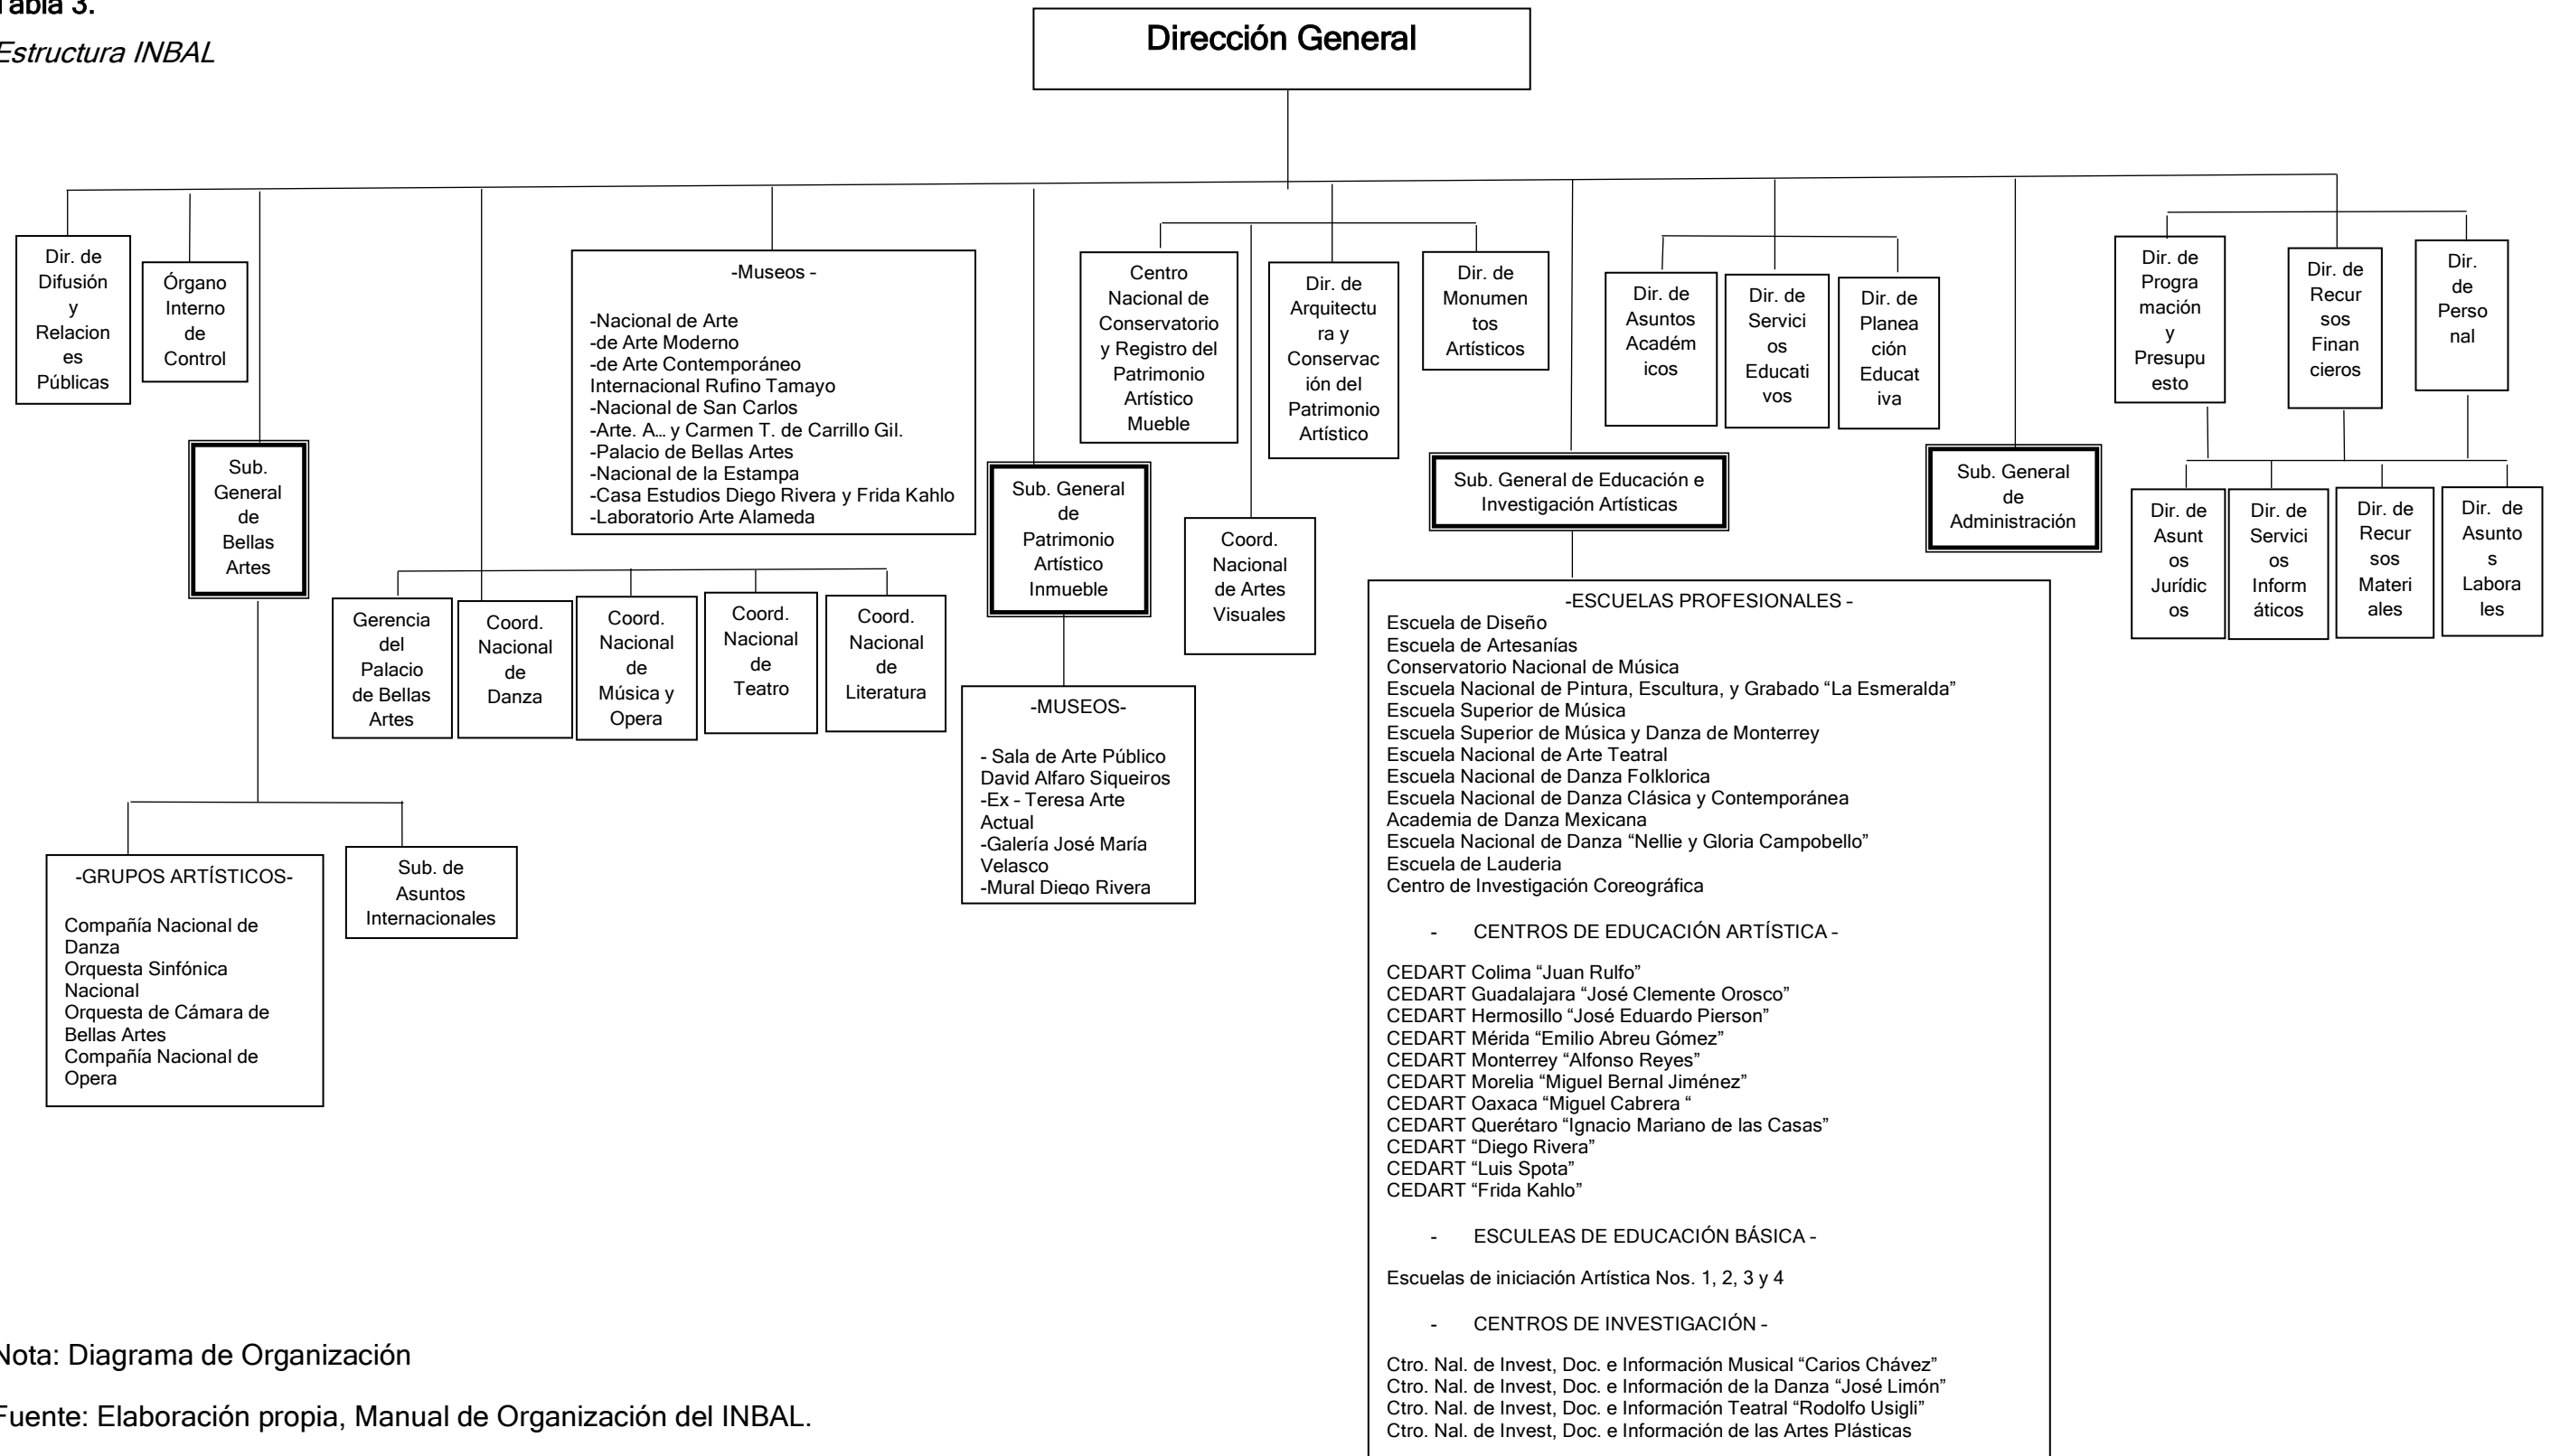 Tabla 3.
Estructura INBAL
Dirección General
Dir. de
Difusión
y
Relacion
es
Públicas
Órgano
Interno
de
Control
Sub.
General
de
Bellas
Artes
-Museos -
-Nacional de Arte
-de Arte Moderno
-de Arte Contemporáneo
Internacional Rufino Tamayo
-Nacional de San Carlos
-Arte. A... y Carmen T. de Carrillo Gil.
-Palacio de Bellas Artes
-Nacional de la Estampa
-Casa Estudios Diego Rivera y Frida Kahlo
-Laboratorio Arte Alameda
Gerencia
del
Palacio
de Bellas
Artes
Coord.
Nacional
de
Danza
Coord.
Nacional
de
Música y
Opera
Coord.
Nacional
de
Teatro
Coord.
Nacional
de
Literatura
-GRUPOS ARTÍSTICOS-
Compañía Nacional de
Danza
Orquesta Sinfónica
Nacional
Orquesta de Cámara de
Bellas Artes
Compañía Nacional de
Opera
Sub. de
Asuntos
Internacionales
Sub. General
de
Patrimonio
Artístico
Inmueble
-MUSEOS-
- Sala de Arte Público
David Alfaro Siqueiros
-Ex - Teresa Arte
Actual
-Galería José María
Velasco
-Mural Diego Rivera
Centro
Nacional de
Conservatorio
y Registro del
Patrimonio
Artístico
Mueble
Coord.
Nacional
de Artes
Visuales
Dir. de
Arquitectu
ra y
Conservac
ión del
Patrimonio
Artístico
Dir. de
Monumen
tos
Artísticos
Sub. General de Educación e
Investigación Artísticas
Dir. de
Asuntos
Académ
icos
Dir. de
Servici
os
Educati
vos
Dir. de
Planea
ción
Educat
iva
-ESCUELAS PROFESIONALES -
Escuela de Diseño
Escuela de Artesanías
Conservatorio Nacional de Música
Escuela Nacional de Pintura, Escultura, y Grabado “La Esmeralda”
Escuela Superior de Música
Escuela Superior de Música y Danza de Monterrey
Escuela Nacional de Arte Teatral
Escuela Nacional de Danza Folklorica
Escuela Nacional de Danza Clásica y Contemporánea
Academia de Danza Mexicana
Escuela Nacional de Danza “Nellie y Gloria Campobello”
Escuela de Lauderia
Centro de Investigación Coreográfica
- CENTROS DE EDUCACIÓN ARTÍSTICA -
CEDART Colima “Juan Rulfo”
CEDART Guadalajara “José Clemente Orosco”
CEDART Hermosillo “José Eduardo Pierson”
CEDART Mérida “Emilio Abreu Gómez”
CEDART Monterrey “Alfonso Reyes”
CEDART Morelia “Miguel Bernal Jiménez”
CEDART Oaxaca “Miguel Cabrera “
CEDART Querétaro “Ignacio Mariano de las Casas”
CEDART “Diego Rivera”
CEDART “Luis Spota”
CEDART “Frida Kahlo”
- ESCULEAS DE EDUCACIÓN BÁSICA -
Escuelas de iniciación Artística Nos. 1, 2, 3 y 4
- CENTROS DE INVESTIGACIÓN -
Ctro. Nal. de Invest, Doc. e Información Musical “Carlos Chávez”
Ctro. Nal. de Invest, Doc. e Información de la Danza “José Limón”
Ctro. Nal. de Invest, Doc. e Información Teatral “Rodolfo Usigli”
Ctro. Nal. de Invest, Doc. e Información de las Artes Plásticas
Sub. General
de
Administración
Dir. de
Progra
mación
y
Presupu
esto
Dir. de
Recur
sos
Finan
cieros
Dir.
de
Perso
nal
Dir. de
Asunt
os
Jurídic
os
Dir. de
Servici
os
Inform
áticos
Dir. de
Recur
sos
Materi
ales
Dir. de
Asunto
s
Labora
les
Nota: Diagrama de Organización
Fuente: Elaboración propia, Manual de Organización del INBAL.